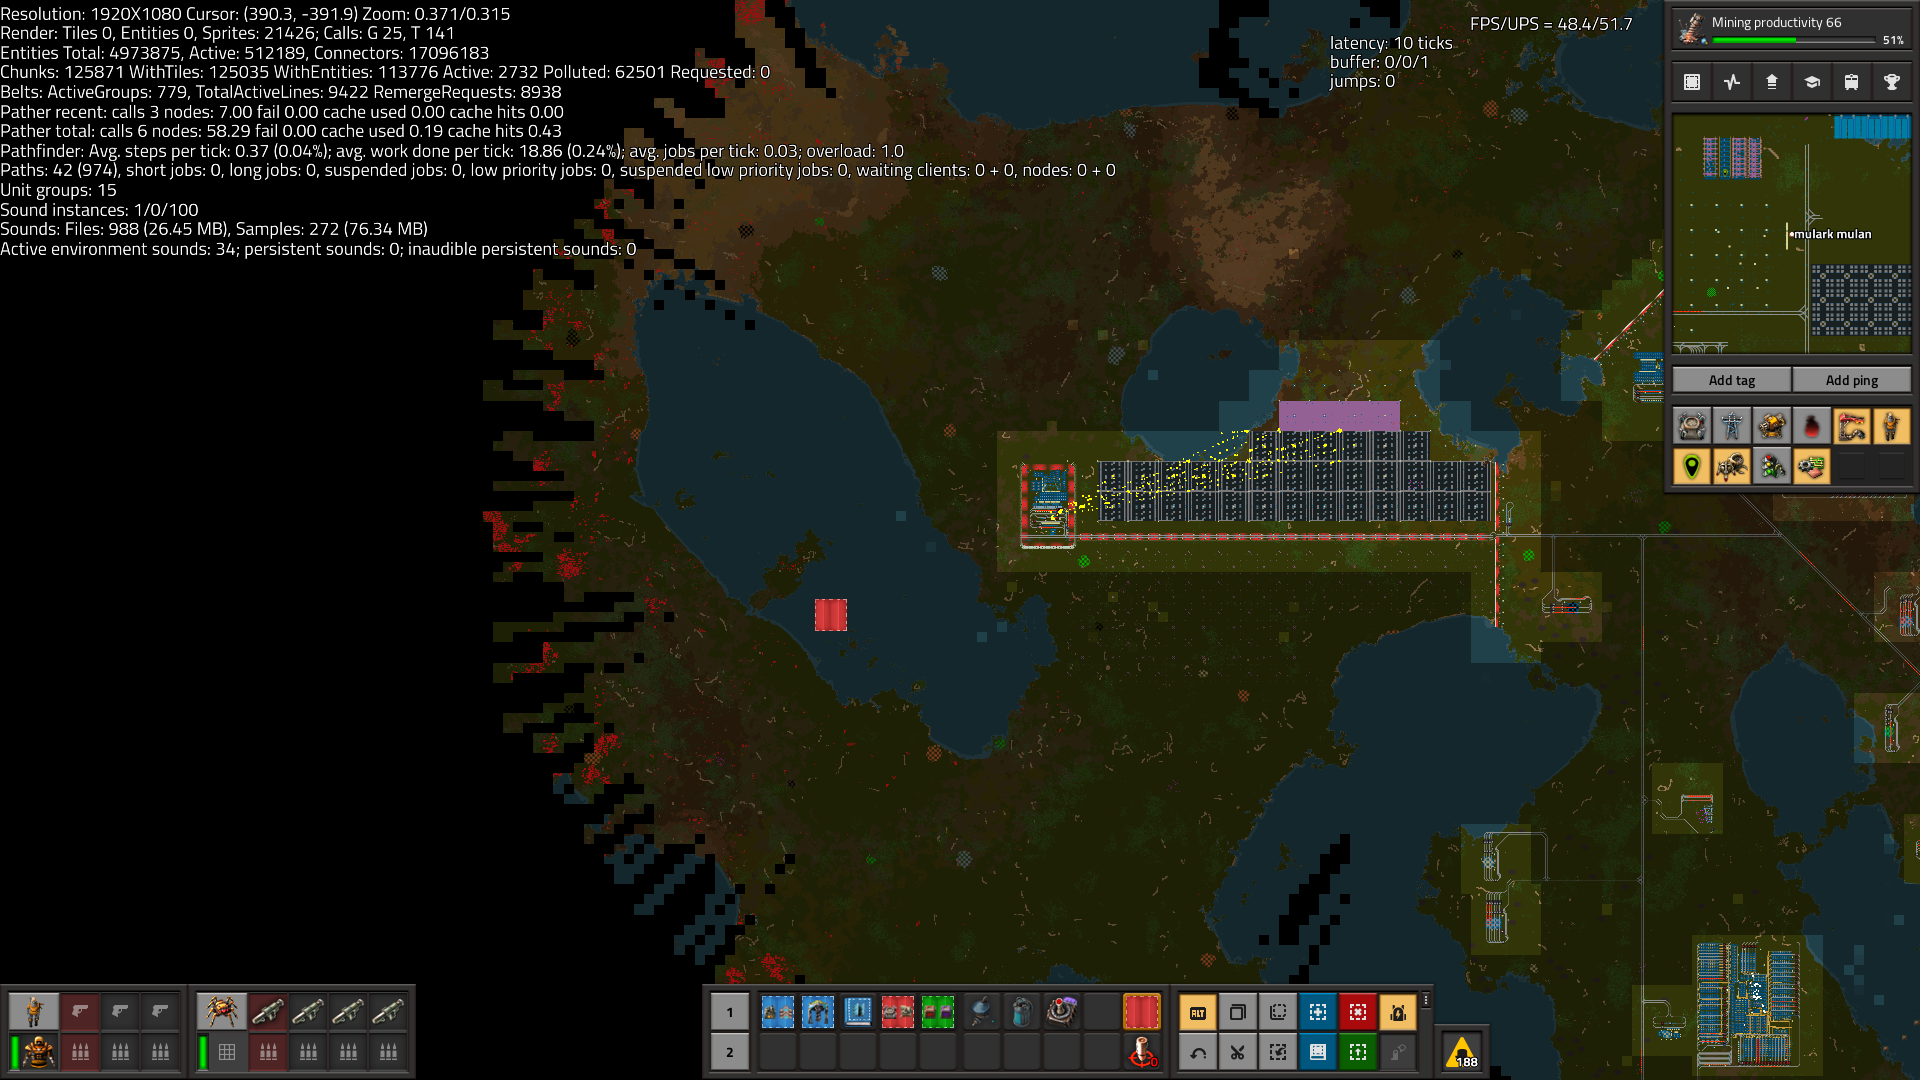 Resolution: 1920X1080 Cursor: (390.3, -391.9) Zoom: 0.371/0.315
Render: Tiles 0, Entities 0, Sprites: 21426; Calls: G 25, T 141
Entities Total: 4973875, Active: 512189, Connectors: 17096183
Chunks: 125871 WithTiles: 125035 WithEntities: 113776 Active: 2732 Polluted: 62501 Requested: 0
Belts: ActiveGroups: 779, TotalActiveLines: 9422 RemergeRequests: 8938
Pather recent: calls 3 nodes: 7.00 fail 0.00 cache used 0.00 cache hits 0.00
Pather total: calls 6 nodes: 58.29 fail 0.00 cache used 0.19 cache hits 0.43
Pathfinder: Avg. steps per tick: 0.37 (0.04%); avg. work done per tick: 18.86 (0.24%); avg. jobs per tick: 0.03; overload: 1.0
Paths: 42 (974), short jobs: 0, long jobs: 0, suspended jobs: 0, low priority jobs: 0, suspended low priority jobs: 0, waiting clients: 0 + 0, nodes: 0 + 0
Unit groups: 15
Sound instances: 1/0/100
Sounds: Files: 988 (26.45 MB), Samples: 272 (76.34 MB)
Active environment sounds: 34; persistent sounds: 0; inaudible persistent sounds: 0
FPS/UPS = 48.4/51.7
latency: 10 ticks
buffer: 0/0/1
jumps: 0
Mining productivity 66
51%
mulark mulan
Add tag
Add ping
1
2
ALT
0
188